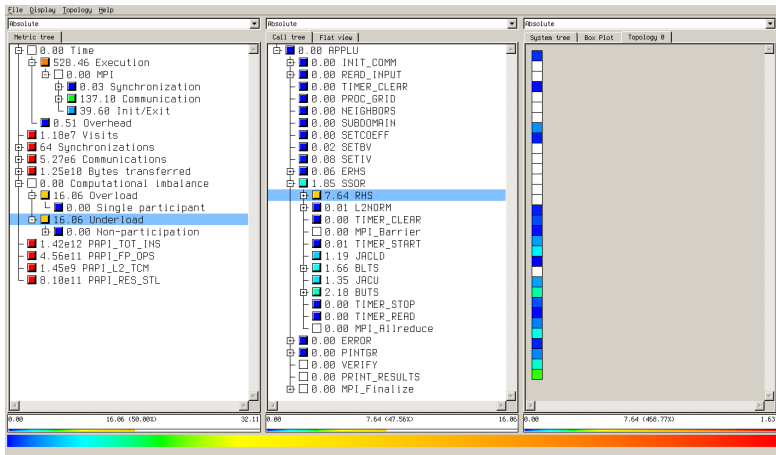 File Display Topology Help
Absolute
Metric tree
0.00 Time
528.46 Execution
0.00 MPI
0.03 Synchronization
137.10 Communication
39.60 Init/Exit
0.51 Overhead
1.18e7 Visits
64 Synchronizations
5.27e6 Communications
1.25e10 Bytes transferred
0.00 Computational imbalance
16.06 Overload
0.00 Single participant
16.06 Underload
0.00 Non-participation
1.42e12 PAPI_TOT_INS
4.56e11 PAPI_FP_OPS
1.45e9 PAPI_L2_TCM
8.10e11 PAPI_RES_STL
0.00 16.06 (50.00%) 32.11
Absolute
Call tree Flat view
0.00 APPLU
0.00 INIT_COMM
0.00 READ_INPUT
0.00 TIMER_CLEAR
0.00 PROC_GRID
0.00 NEIGHBORS
0.00 SUBDOMAIN
0.00 SETCOEFF
0.02 SETBV
0.08 SETIV
0.06 ERHS
1.85 SSOR
7.64 RHS
0.01 L2NORM
0.00 TIMER_CLEAR
0.00 MPI_Barrier
0.01 TIMER_START
1.19 JACLD
1.66 BLTS
1.35 JACU
2.18 BUTS
0.00 TIMER_STOP
0.00 TIMER_READ
0.00 MPI_Allreduce
0.00 ERROR
0.00 PINTGR
0.00 VERIFY
0.00 PRINT_RESULTS
0.00 MPI_Finalize
0.00 7.64 (47.56%) 16.06
Absolute
System tree Box Plot Topology 0
0.00 7.64 (468.77%) 1.63